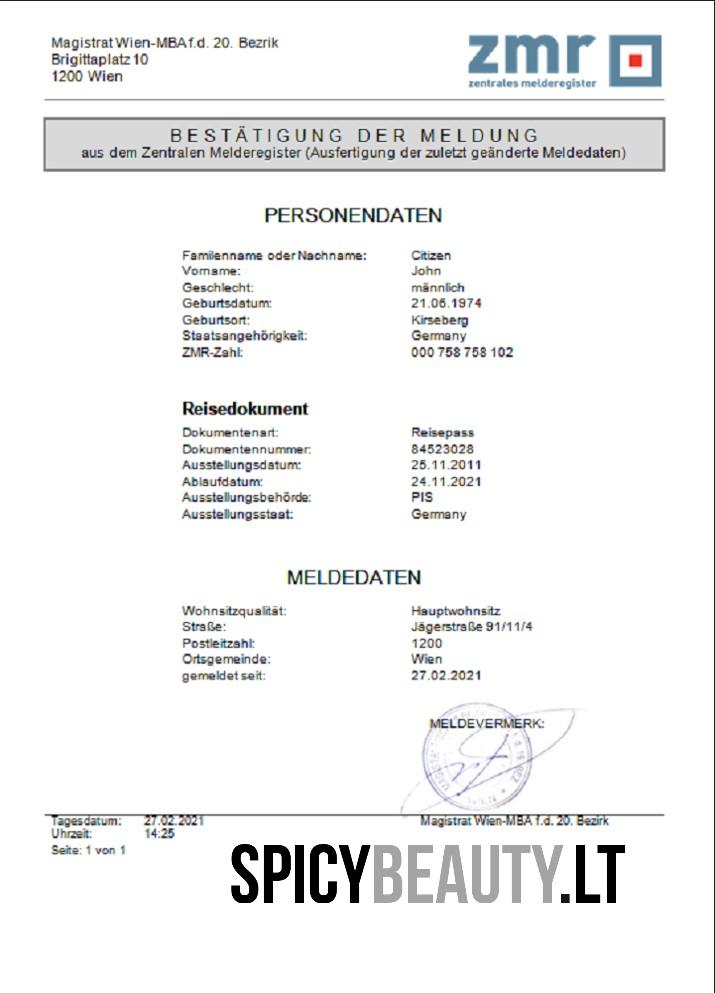 Magistrat Wien-MBA f.d. 20. Bezrik
Brigittaplatz 10
1200 Wien
zmr
zentrales melderegister
BESTÄTIGUNG DER MELDUNG
aus dem Zentralen Melderegister (Ausfertigung der zuletzt geänderte Meldedaten)
PERSONENDATEN
Familenname oder Nachname: Citizen
Vorname: John
Geschlecht: männlich
Geburtsdatum: 21.06.1974
Geburtsort: Kirseberg
Staatsangehörigkeit: Germany
ZMR-Zahl: 000 758 758 102
Reisedokument
Dokumentenart: Reisepass
Dokumentennummer: 84523028
Ausstellungsdatum: 25.11.2011
Ablaufdatum: 24.11.2021
Ausstellungsbehörde: PIS
Ausstellungsstaat: Germany
MELDEDATEN
Wohnsitzqualität: Hauptwohnsitz
Straße: Jägerstraße 91/11/4
Postleitzahl: 1200
Ortsgemeinde: Wien
gemeldet seit: 27.02.2021
MELDEVERMERK:
Tagesdatum: 27.02.2021 Magistrat Wien-MBA f.d. 20. Bezirk
Uhrzeit: 14:25
Seite: 1 von 1
SPICYBEAUTY.LT